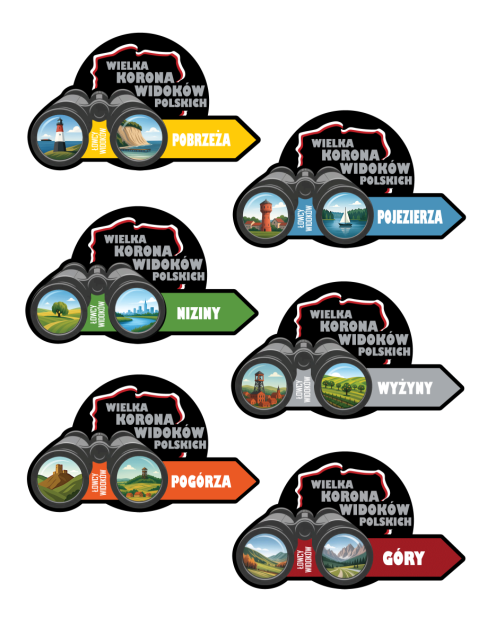 WIELKA
KORONA
WIDOKÓW
POLSKICH
ŁOWCY
WIDOKÓW
POBRZEŻA
WIELKA
KORONA
WIDOKÓW
POLSKICH
ŁOWCY
WIDOKÓW
POJEZIERZA
WIELKA
KORONA
WIDOKÓW
POLSKICH
ŁOWCY
WIDOKÓW
NIZINY
WIELKA
KORONA
WIDOKÓW
POLSKICH
ŁOWCY
WIDOKÓW
WYŻYNY
WIELKA
KORONA
WIDOKÓW
POLSKICH
ŁOWCY
WIDOKÓW
POGÓRZA
WIELKA
KORONA
WIDOKÓW
POLSKICH
ŁOWCY
WIDOKÓW
GÓRY